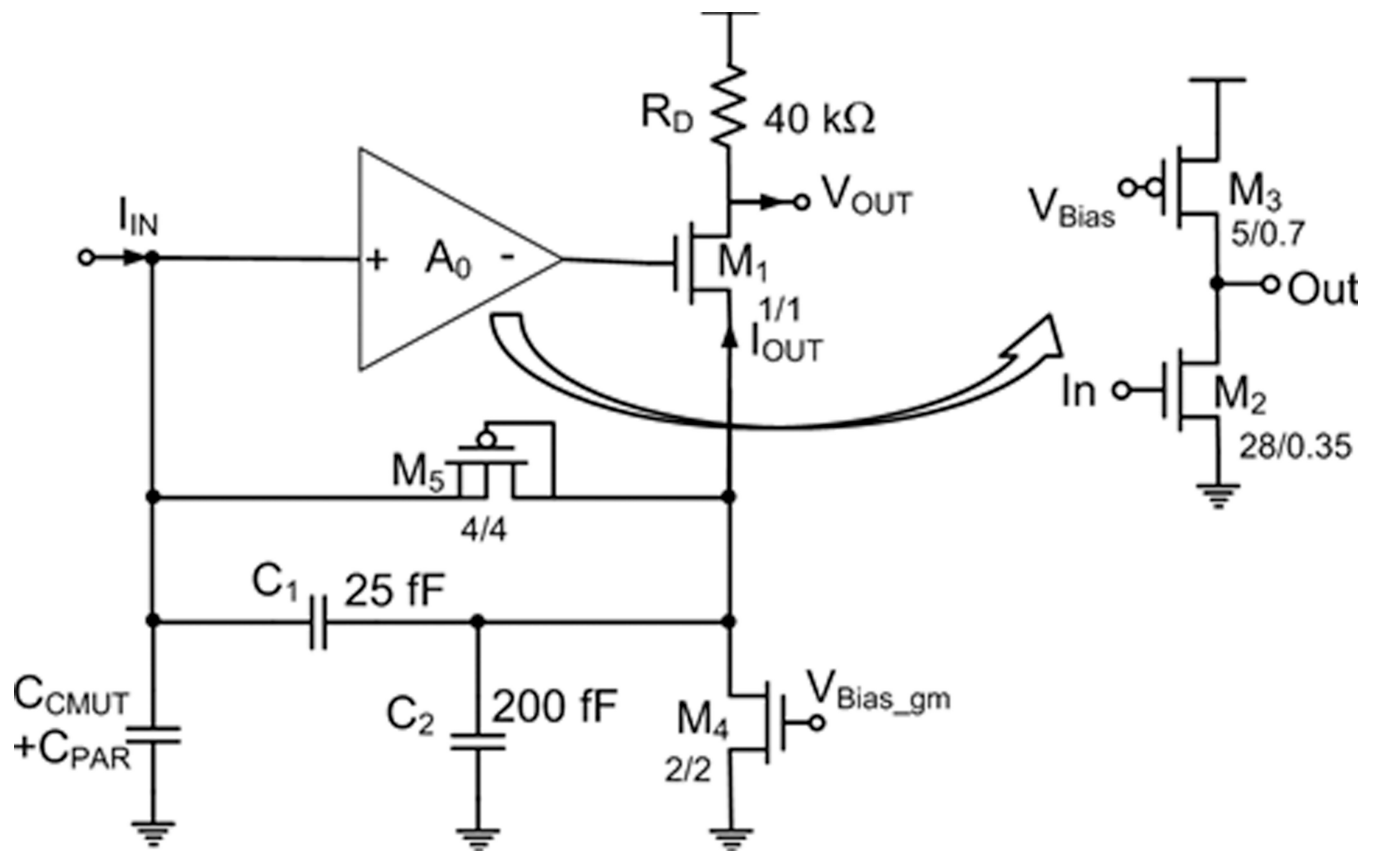 R_D 40 kΩ
V_OUT
I_IN
+ A_0 -
M_1
1/1
I_OUT
V_Bias
M_3
5/0.7
Out
In
M_2
28/0.35
M_5
4/4
C_1 25 fF
C_CMUT
+C_PAR
C_2 200 fF
M_4
2/2
V_Bias_gm